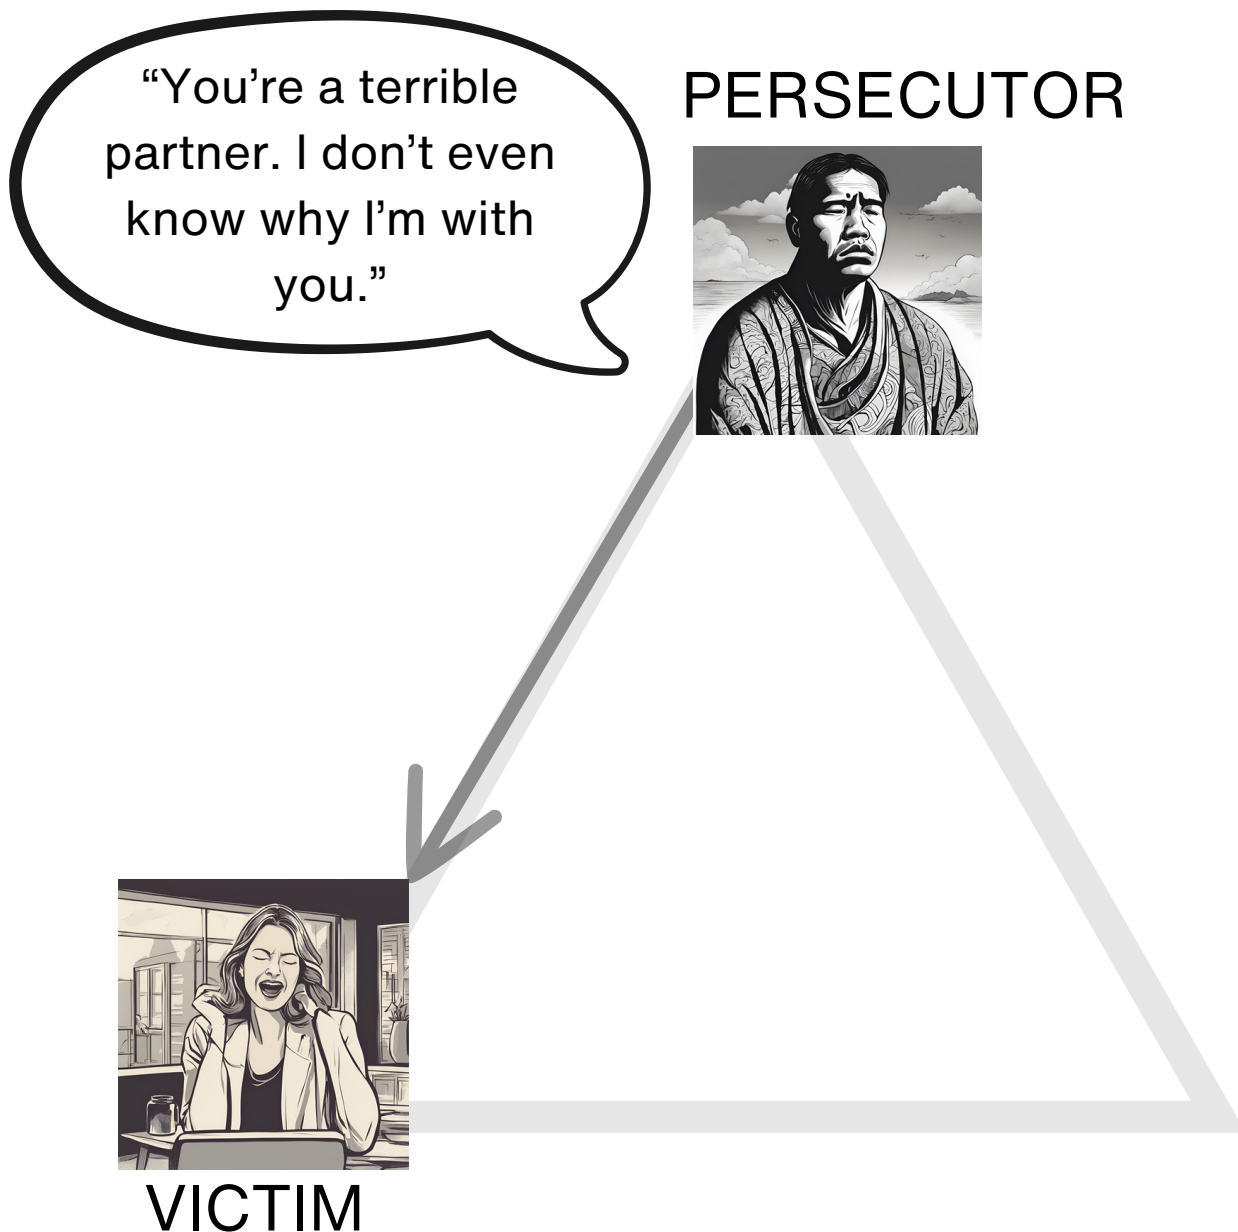 “You’re a terrible
partner. I don’t even
know why I’m with
you.”
PERSECUTOR
VICTIM